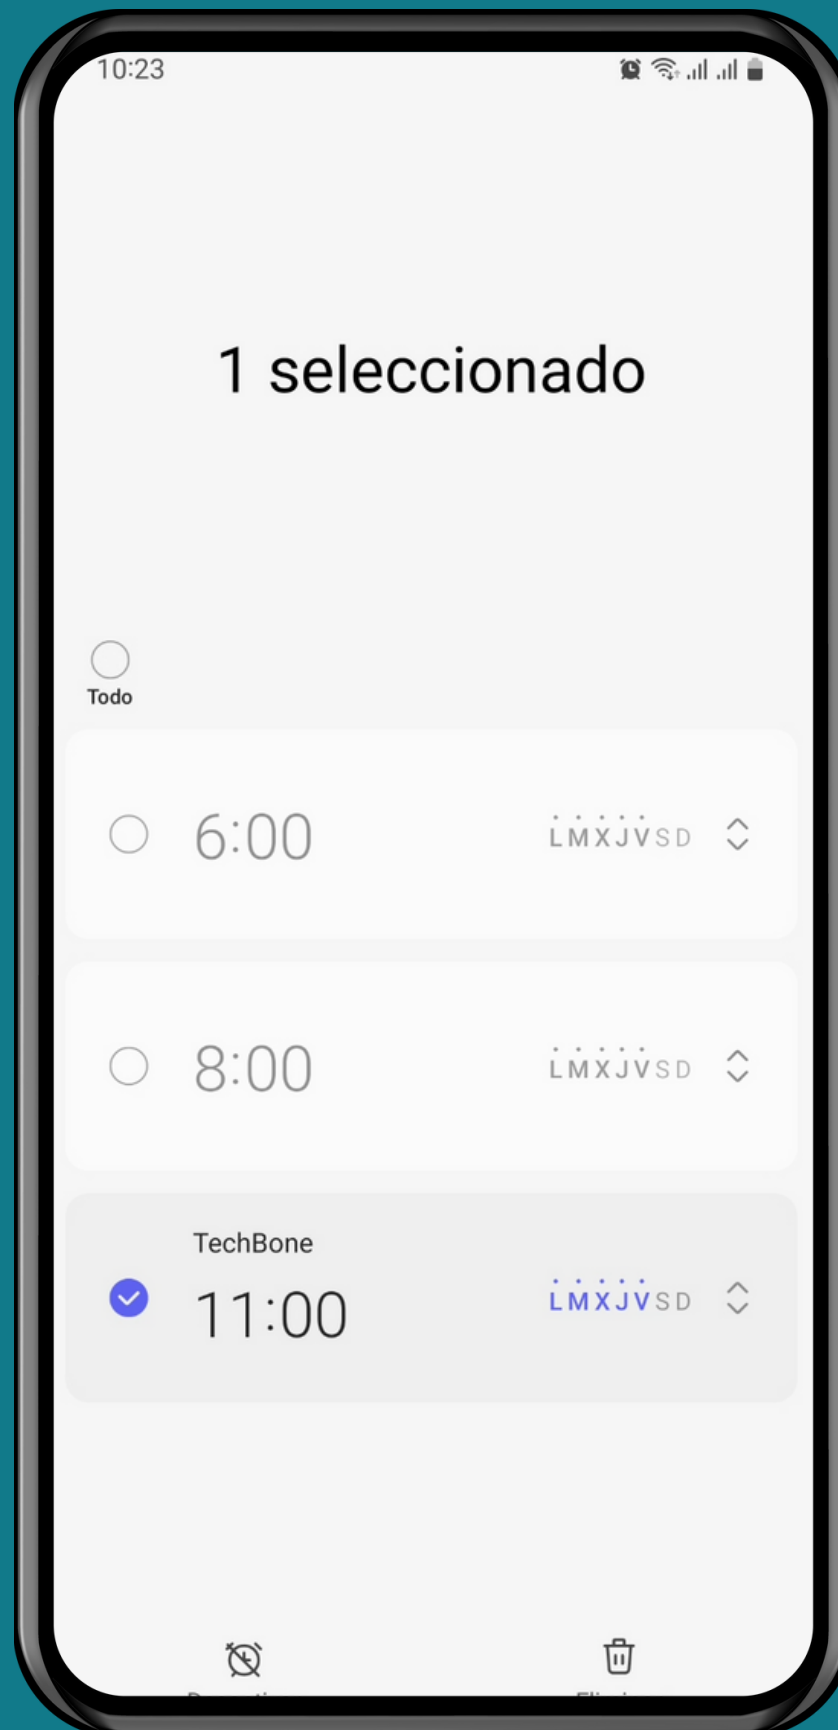 10:23
1 seleccionado
Todo
6:00 LMXJVSD
8:00 LMXJVSD
TechBone
11:00 LMXJVSD